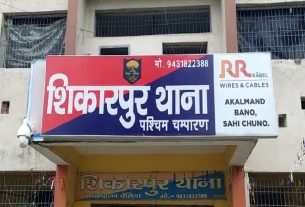 मो. 9431822388
शिकारपुर थाना
पश्चिम चम्पारण
RR
KABEL
WIRES & CABLES
AKALMAND
BANO,
SAHI CHUNO.
शिकारपुर थाना